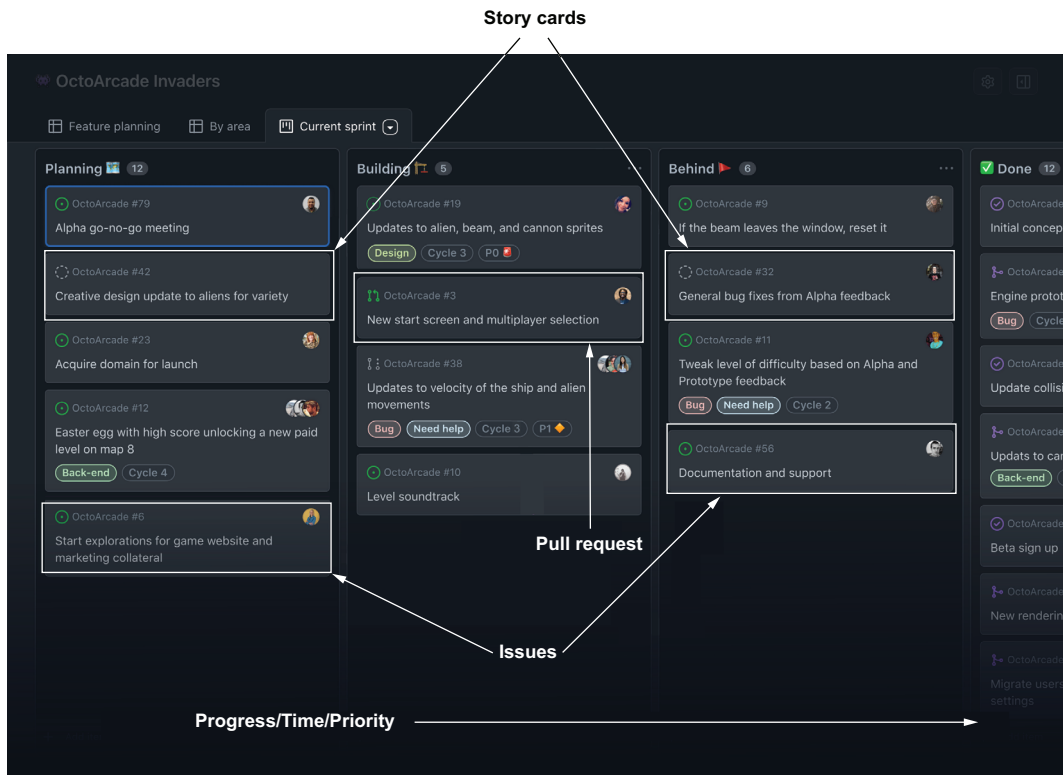 Story cards
OctoArcade Invaders
Feature planning
By area
Current sprint
Planning 12
OctoArcade #79
Alpha go-no-go meeting
OctoArcade #42
Creative design update to aliens for variety
OctoArcade #23
Acquire domain for launch
OctoArcade #12
Easter egg with high score unlocking a new paid
level on map 8
Back-end Cycle 4
OctoArcade #6
Start explorations for game website and
marketing collateral
Building 5
OctoArcade #19
Updates to alien, beam, and cannon sprites
Design Cycle 3 P0
OctoArcade #3
New start screen and multiplayer selection
OctoArcade #38
Updates to velocity of the ship and alien
movements
Bug Need help Cycle 3 P1
OctoArcade #10
Level soundtrack
Behind 6
OctoArcade #9
If the beam leaves the window, reset it
OctoArcade #32
General bug fixes from Alpha feedback
OctoArcade #11
Tweak level of difficulty based on Alpha and
Prototype feedback
Bug Need help Cycle 2
OctoArcade #56
Documentation and support
Done 12
OctoArcade
Initial concep
OctoArcade
Engine protot
Bug Cycle
OctoArcade
Update collisi
OctoArcade
Updats to car
Back-end
OctoArcade
Beta sign up
OctoArcade
New renderin
OctoArcade
Migrate users
settings
Pull request
Issues
Progress/Time/Priority